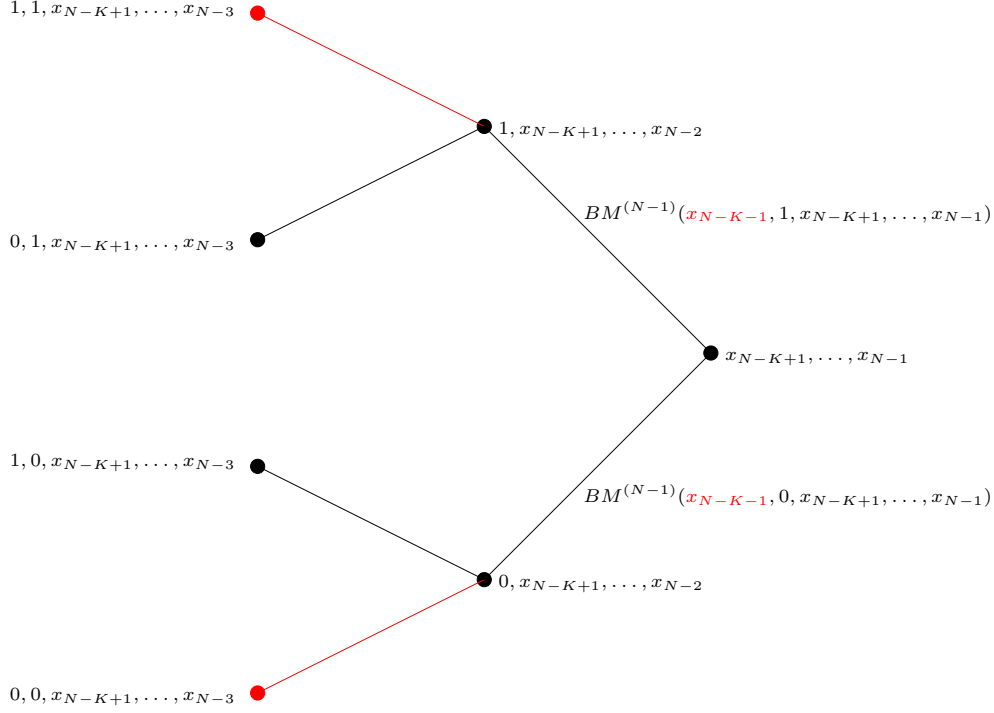 1, 1, x_{N−K+1}, . . . , x_{N−3}
1, x_{N−K+1}, . . . , x_{N−2}
BM^{(N−1)}(x_{N−K−1}, 1, x_{N−K+1}, . . . , x_{N−1})
0, 1, x_{N−K+1}, . . . , x_{N−3}
x_{N−K+1}, . . . , x_{N−1}
1, 0, x_{N−K+1}, . . . , x_{N−3}
BM^{(N−1)}(x_{N−K−1}, 0, x_{N−K+1}, . . . , x_{N−1})
0, x_{N−K+1}, . . . , x_{N−2}
0, 0, x_{N−K+1}, . . . , x_{N−3}